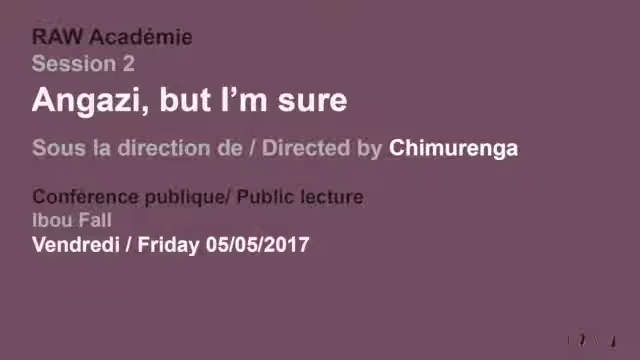 RAW Académie
Session 2
Angazi, but I'm sure
Sous la direction de / Directed by Chimurenga
Conférence publique/ Public lecture
Ibou Fall
Vendredi / Friday 05/05/2017